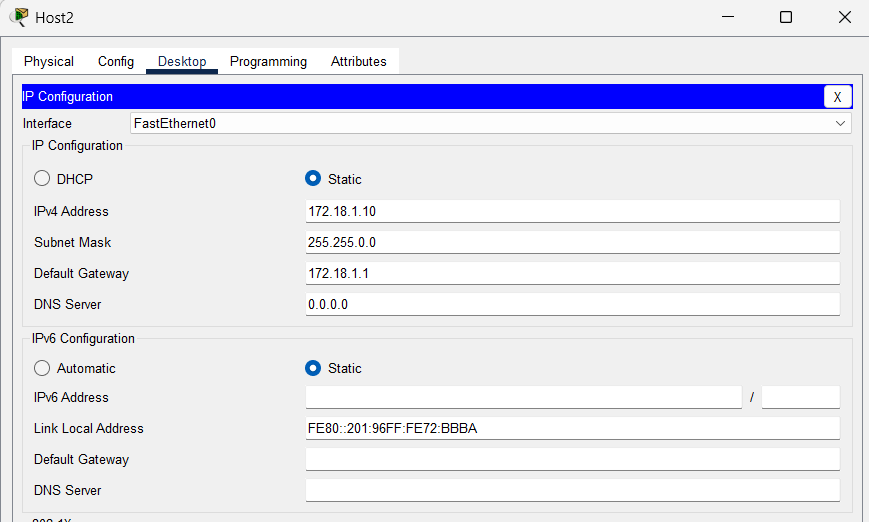 Host2
Physical Config Desktop Programming Attributes
IP Configuration X
Interface FastEthernet0
IP Configuration
DHCP Static
IPv4 Address 172.18.1.10
Subnet Mask 255.255.0.0
Default Gateway 172.18.1.1
DNS Server 0.0.0.0
IPv6 Configuration
Automatic Static
IPv6 Address /
Link Local Address FE80::201:96FF:FE72:BBBA
Default Gateway
DNS Server